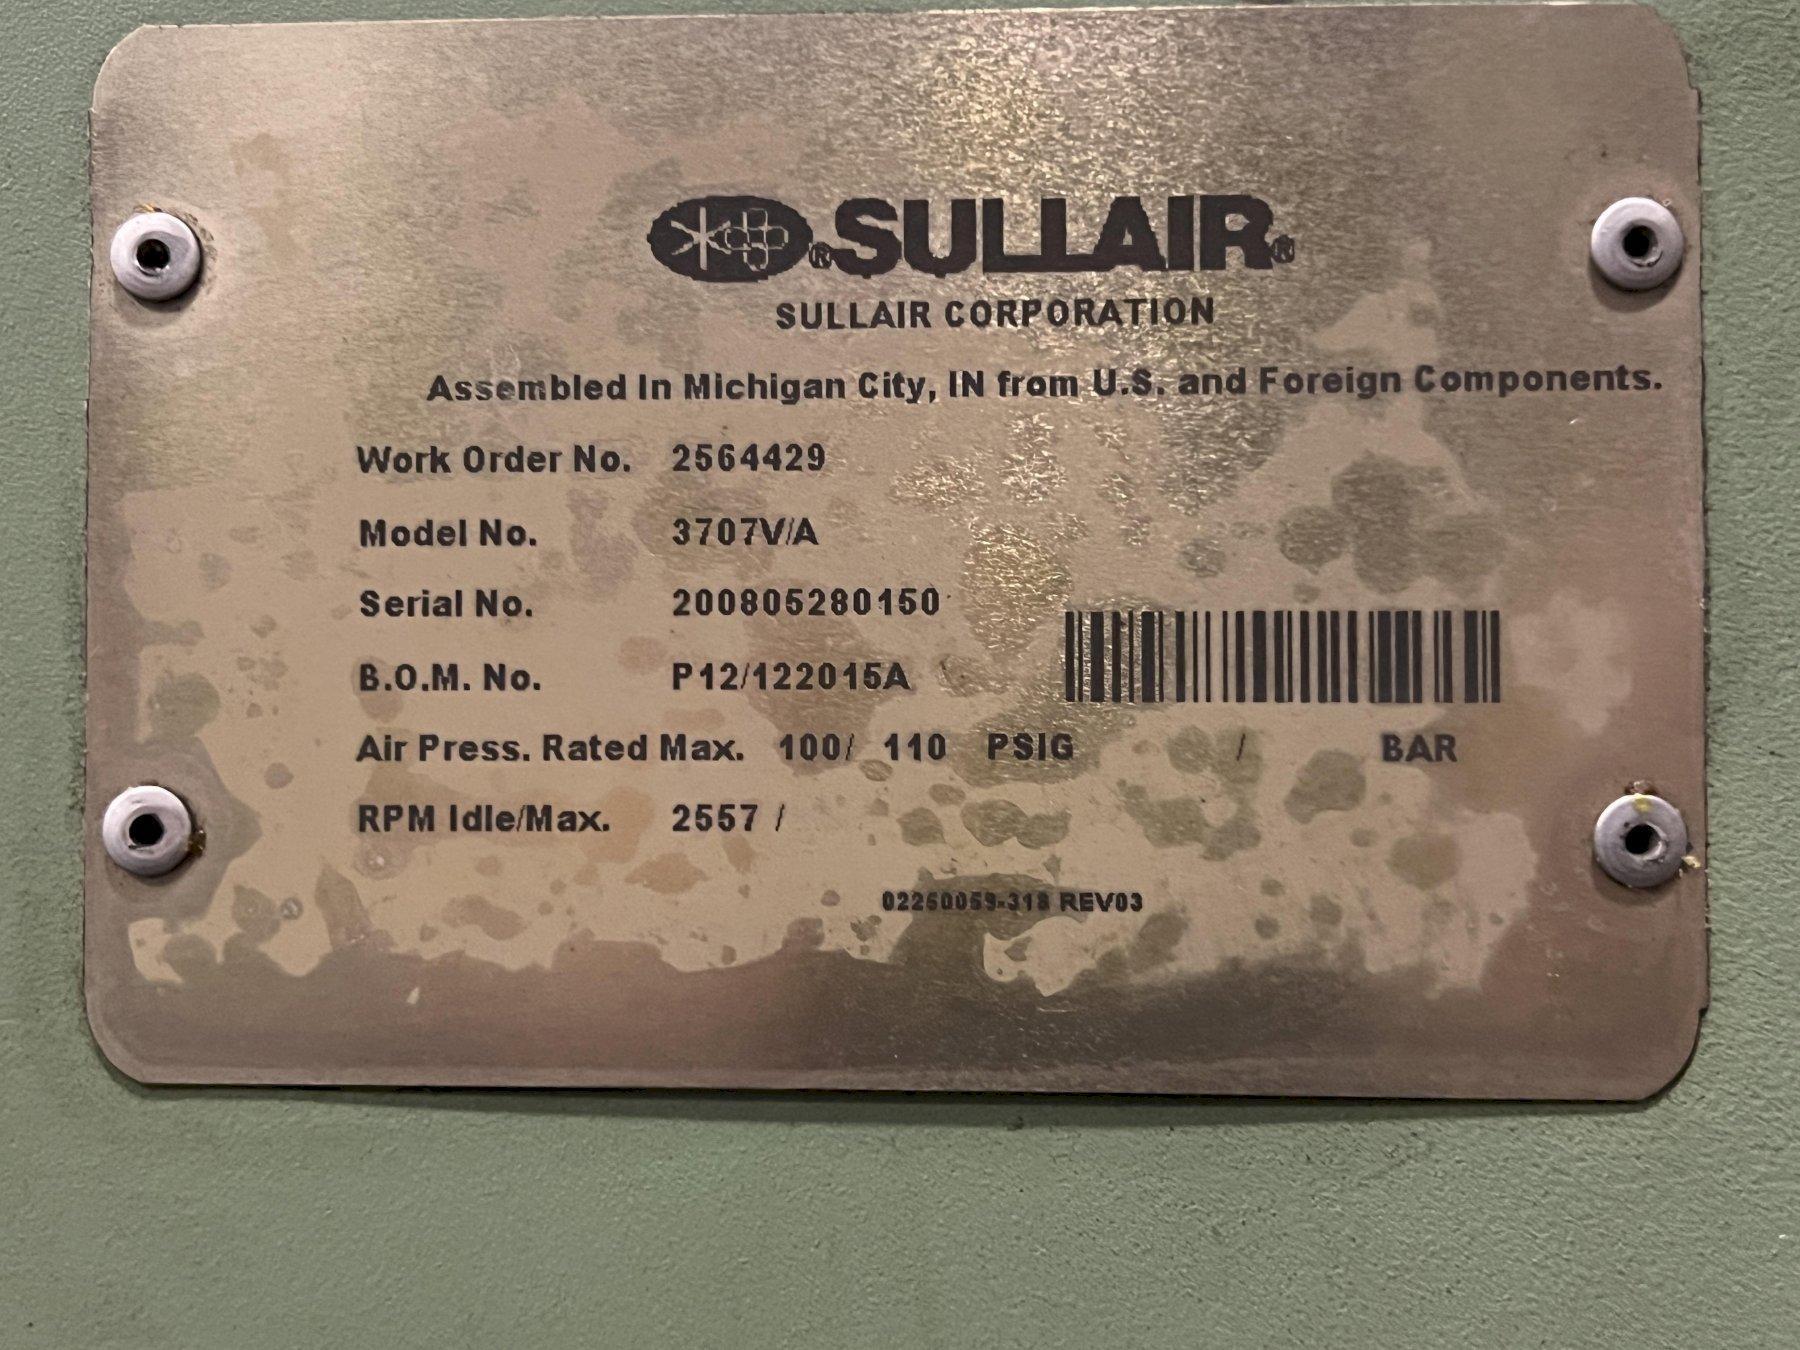 ® SULLAIR®
SULLAIR CORPORATION
Assembled In Michigan City, IN from U.S. and Foreign Components.
Work Order No. 2564429
Model No. 3707V/A
Serial No. 200805280150
B.O.M. No. P12/122015A
Air Press. Rated Max. 100/ 110 PSIG / BAR
RPM Idle/Max. 2557 /
02250059-318 REV03